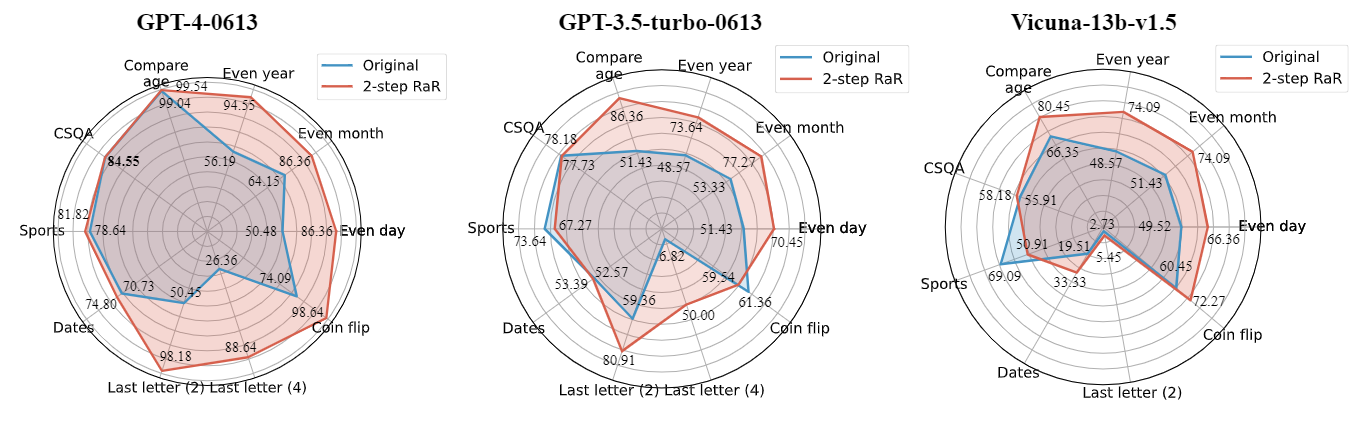 GPT-4-0613
Original
2-step RaR
Compare
age
Even year
Even month
Even day
Coin flip
Last letter (4)
Last letter (2)
Dates
Sports
CSQA
99.54
99.04
94.55
56.19
86.36
64.15
84.55
81.82
78.64
50.48
86.36
26.36
74.09
70.73
74.80
50.45
98.64
98.18
88.64
GPT-3.5-turbo-0613
Original
2-step RaR
Compare
age
Even year
Even month
Even day
Coin flip
Last letter (4)
Last letter (2)
Dates
Sports
CSQA
86.36
73.64
78.18
77.73
51.43
48.57
77.27
53.33
67.27
73.64
51.43
70.45
6.82
52.57
53.39
59.54
61.36
59.36
50.00
80.91
Vicuna-13b-v1.5
Original
2-step RaR
Compare
age
Even year
Even month
Even day
Coin flip
Last letter (2)
Dates
Sports
CSQA
80.45
74.09
66.35
48.57
74.09
51.43
58.18
55.91
2.73
49.52
66.36
50.91
19.51
5.45
60.45
69.09
33.33
72.27